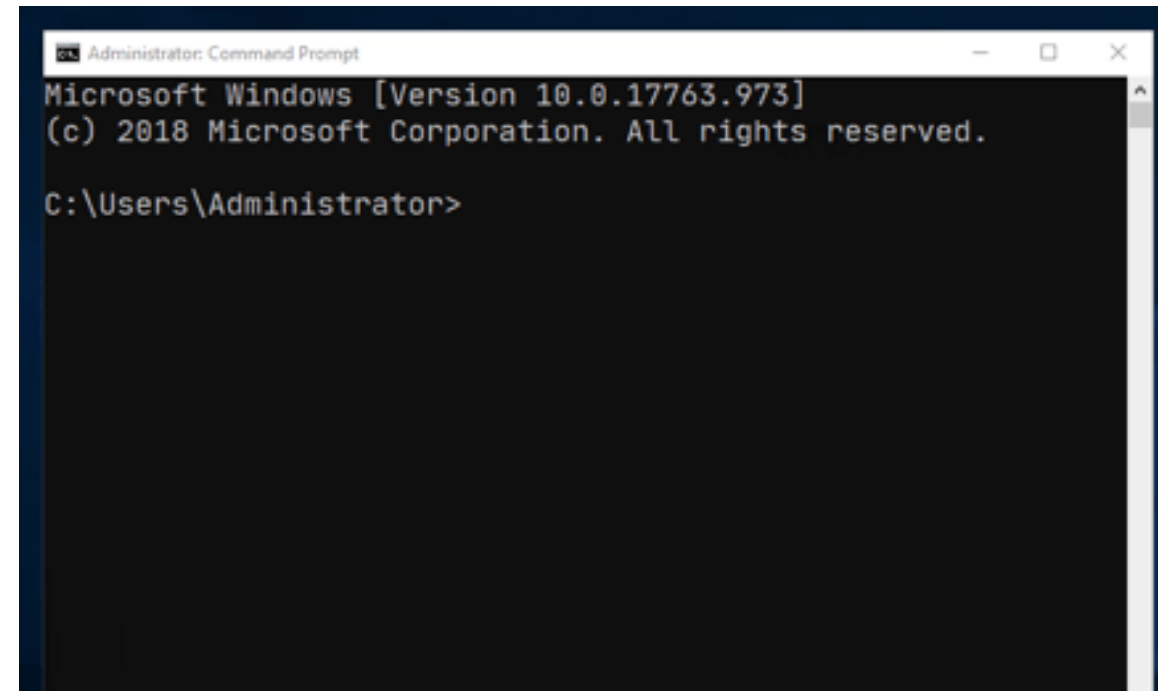 Administrator: Command Prompt
Microsoft Windows [Version 10.0.17763.973]
(c) 2018 Microsoft Corporation. All rights reserved.
C:\Users\Administrator>